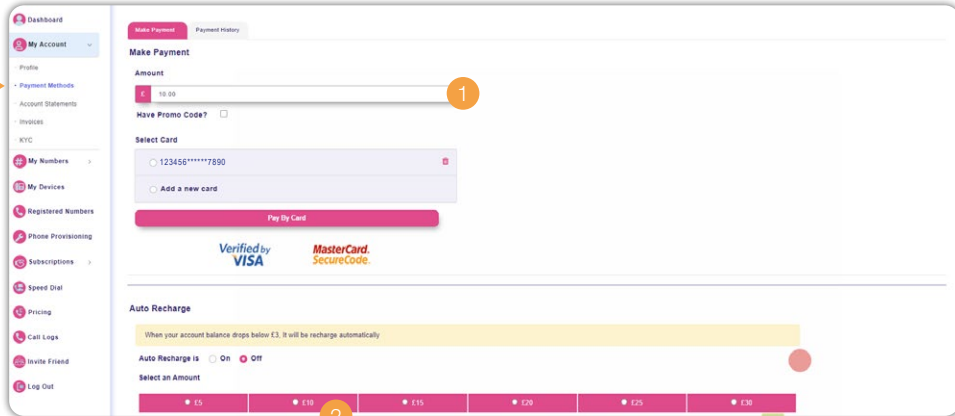 Dashboard
My Account
Profile
Payment Methods
Account Statements
Invoices
KYC
My Numbers
My Devices
Registered Numbers
Phone Provisioning
Subscriptions
Speed Dial
Pricing
Call Logs
Invite Friend
Log Out
Make Payment Payment History
Make Payment
Amount
£ 10.00
1
Have Promo Code?
Select Card
123456******7890
Add a new card
Pay By Card
Verified by
VISA
MasterCard.
SecureCode.
Auto Recharge
When your account balance drops below £3, It will be recharge automatically
Auto Recharge is On Off
Select an Amount
£5 £10 £15 £20 £25 £30
2